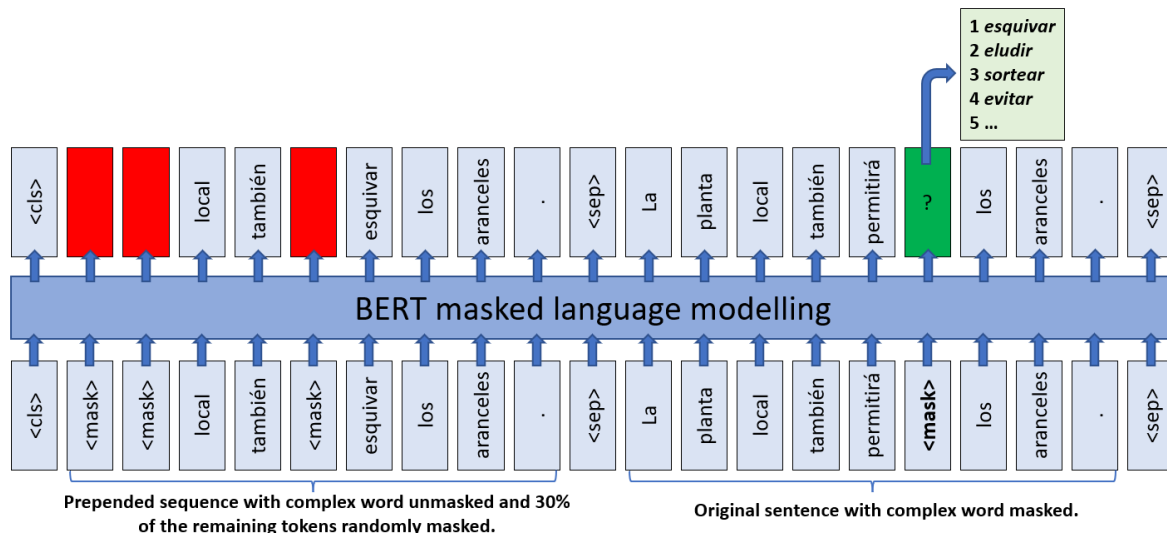 1 esquivar
2 eludir
3 sortear
4 evitar
5 ...
<cls> local también esquivar los aranceles . <sep> La planta local también permitirá ? los aranceles . <sep>
BERT masked language modelling
<cls> <mask> <mask> local también <mask> esquivar los aranceles . <sep> La planta local también permitirá <mask> los aranceles . <sep>
Prepended sequence with complex word unmasked and 30%
of the remaining tokens randomly masked.
Original sentence with complex word masked.